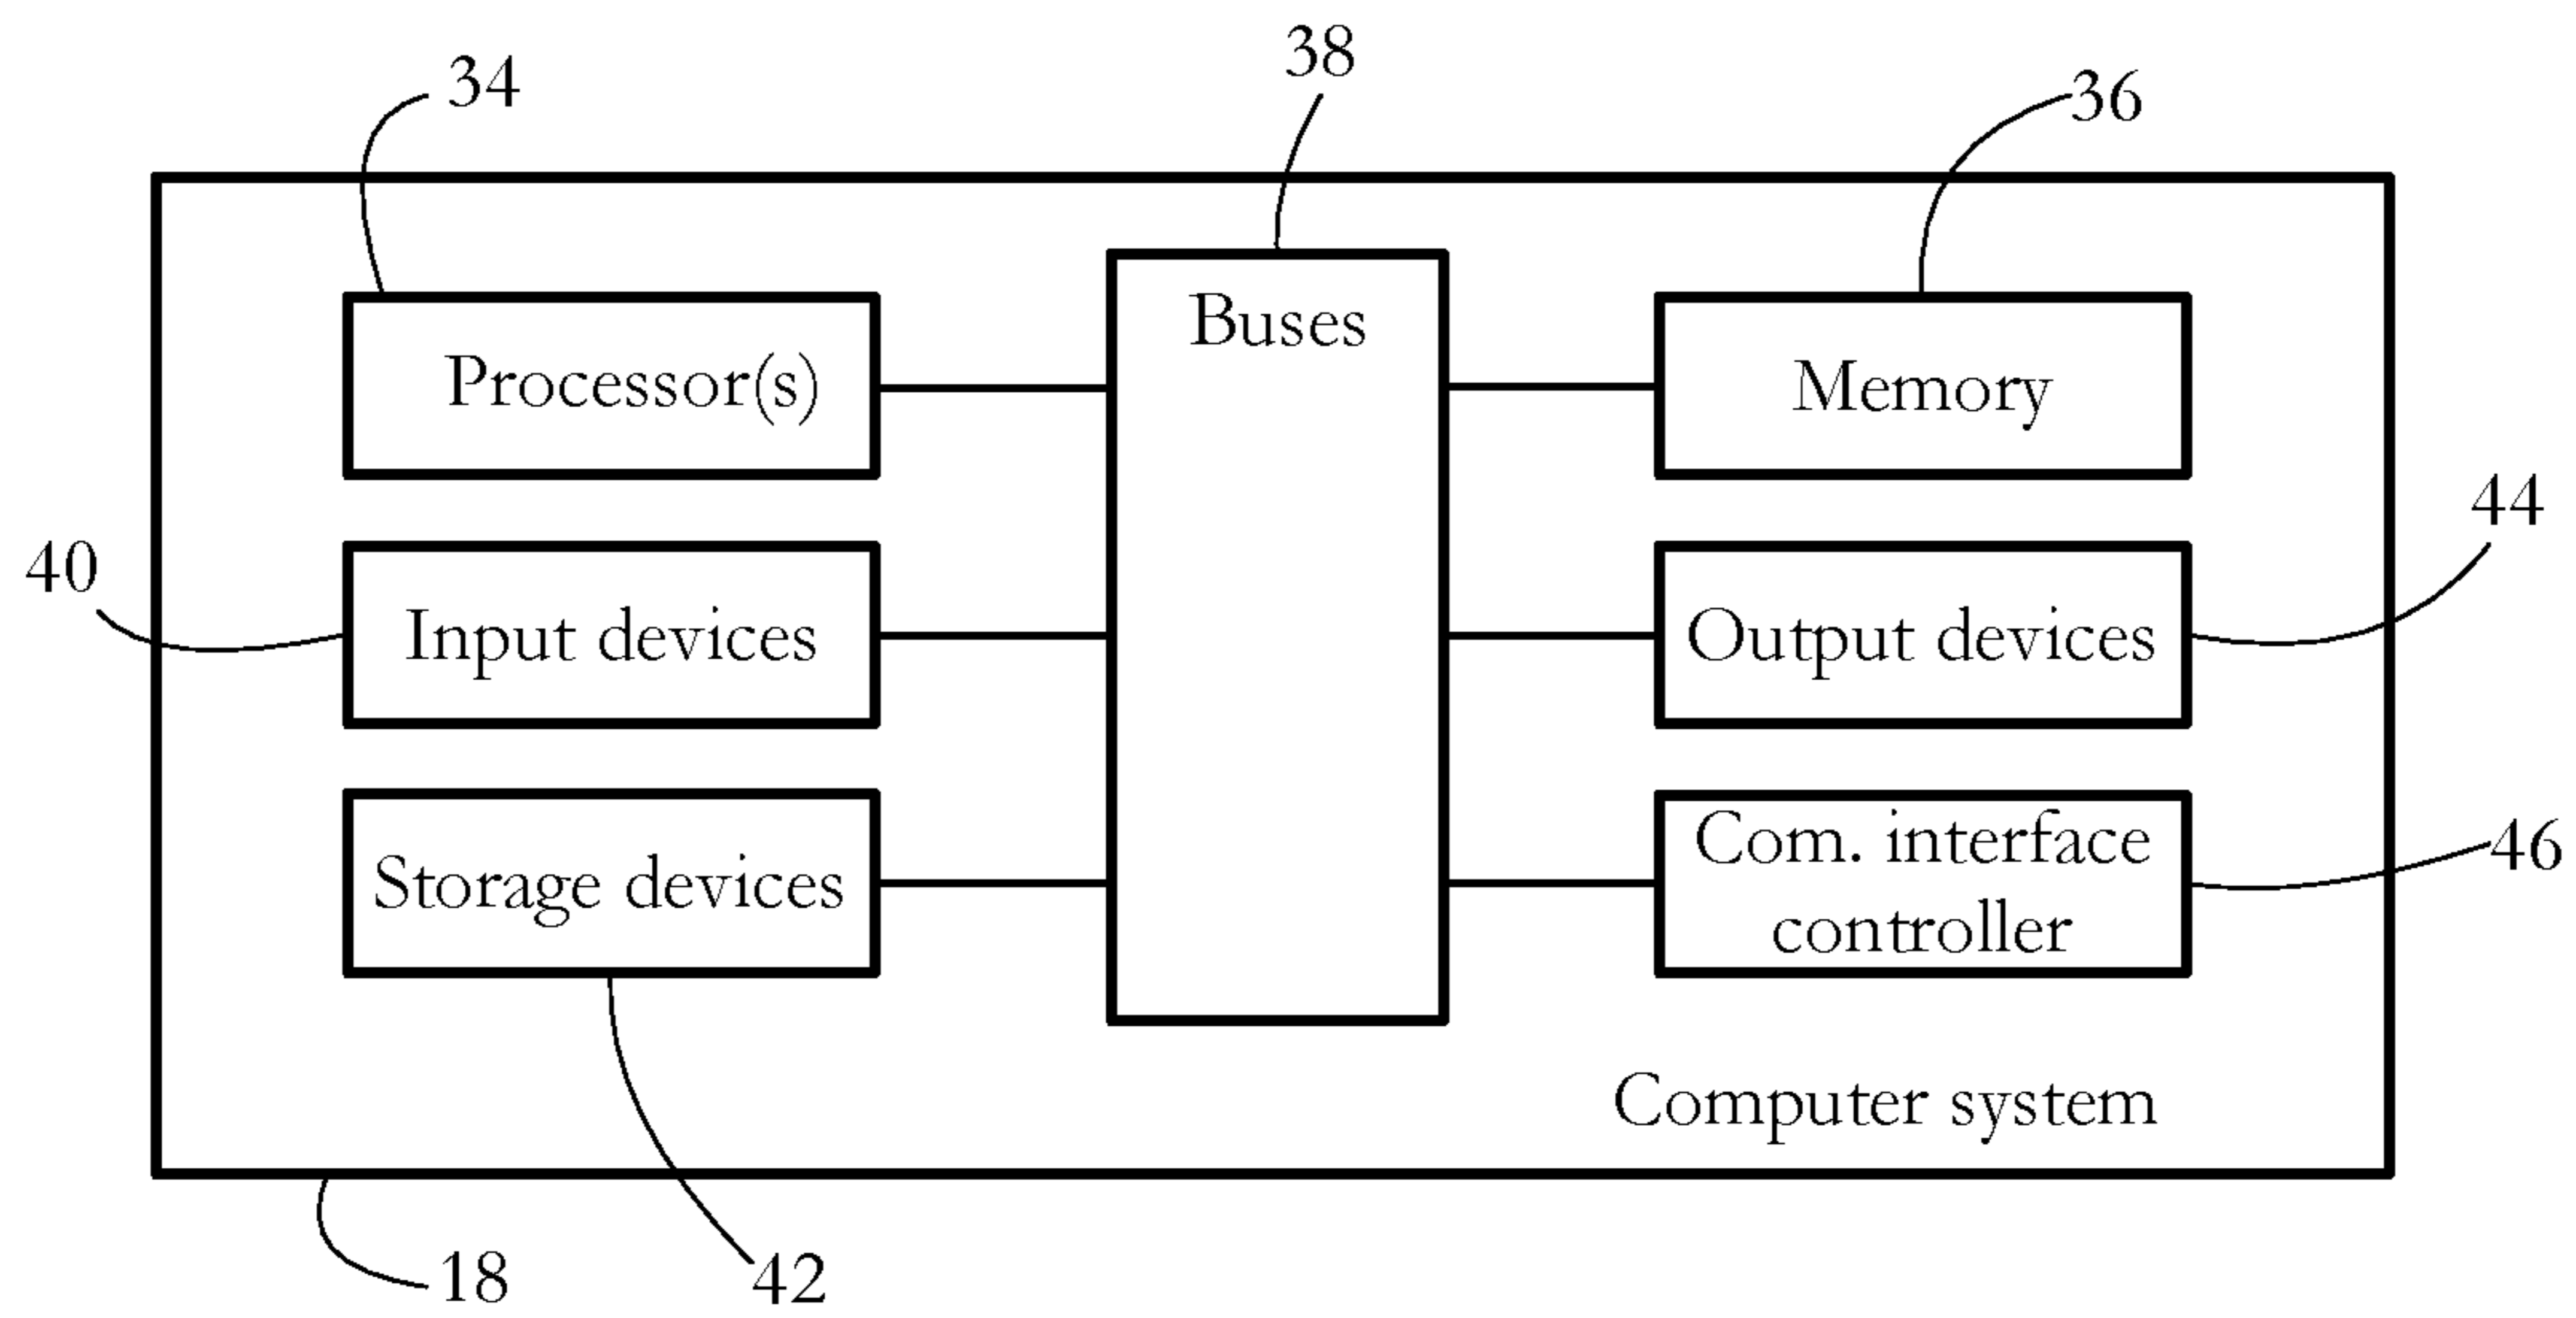 34
38
36
Processor(s)
Buses
Memory
40
Input devices
Output devices
44
Storage devices
Com. interface
controller
46
Computer system
18
42